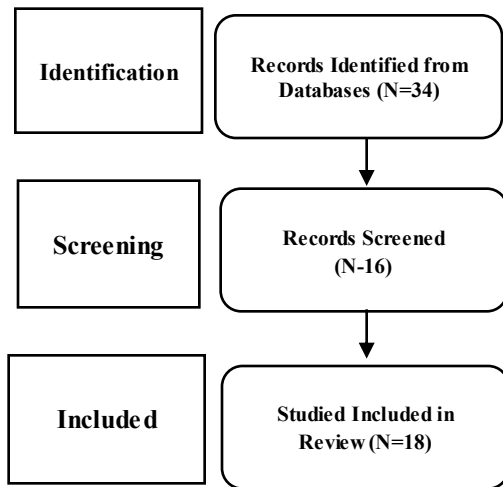 Identification
Records Identified from
Databases (N=34)
Screening
Records Screened
(N-16)
Included
Studied Included in
Review (N=18)